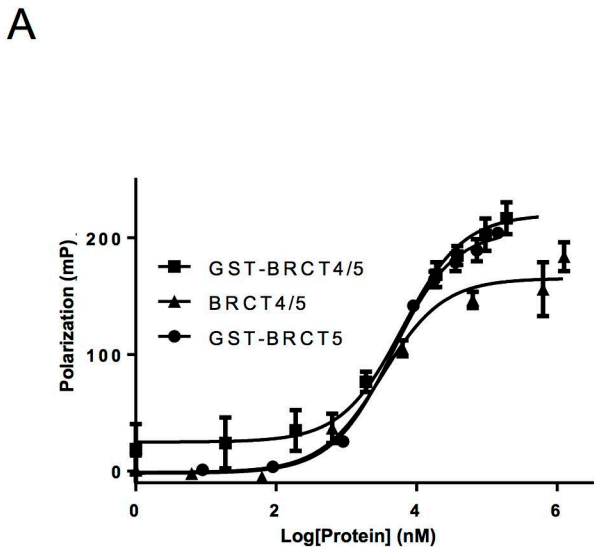 A
Polarization (mP)
200
100
0
GST-BRCT4/5
BRCT4/5
GST-BRCT5
0 2 4 6
Log[Protein] (nM)